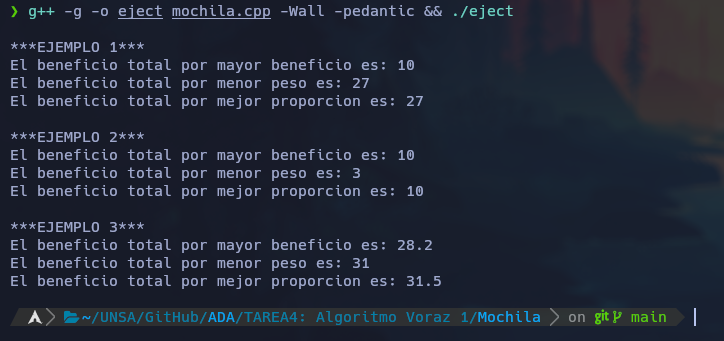 ❯ g++ -g -o eject mochila.cpp -Wall -pedantic && ./eject
***EJEMPLO 1***
El beneficio total por mayor beneficio es: 10
El beneficio total por menor peso es: 27
El beneficio total por mejor proporcion es: 27
***EJEMPLO 2***
El beneficio total por mayor beneficio es: 10
El beneficio total por menor peso es: 3
El beneficio total por mejor proporcion es: 10
***EJEMPLO 3***
El beneficio total por mayor beneficio es: 28.2
El beneficio total por menor peso es: 31
El beneficio total por mejor proporcion es: 31.5
~/UNSA/GitHub/ADA/TAREA4: Algoritmo Voraz 1/Mochila on git main